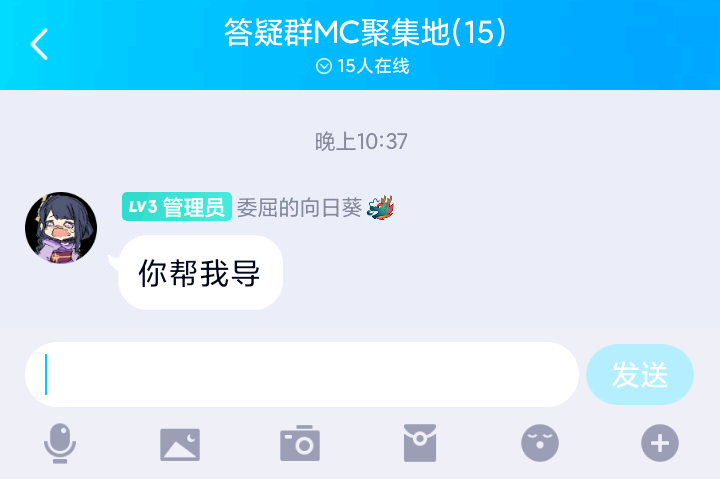 答疑群MC聚集地(15)
15人在线
晚上10:37
LV3 管理员 委屈的向日葵
你帮我导
发送